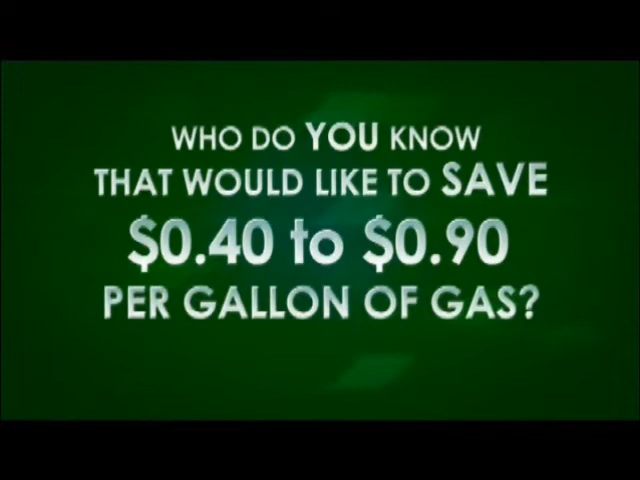 WHO DO YOU KNOW
THAT WOULD LIKE TO SAVE
$0.40 to $0.90
PER GALLON OF GAS?